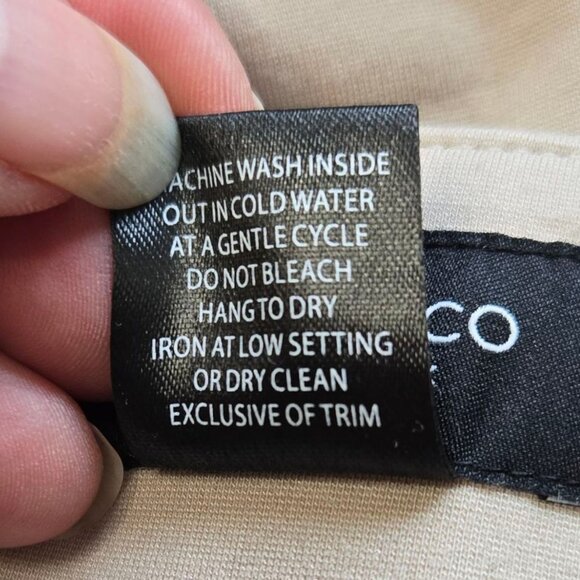 MACHINE WASH INSIDE
OUT IN COLD WATER
AT A GENTLE CYCLE
DO NOT BLEACH
HANG TO DRY
IRON AT LOW SETTING
OR DRY CLEAN
EXCLUSIVE OF TRIM
CO